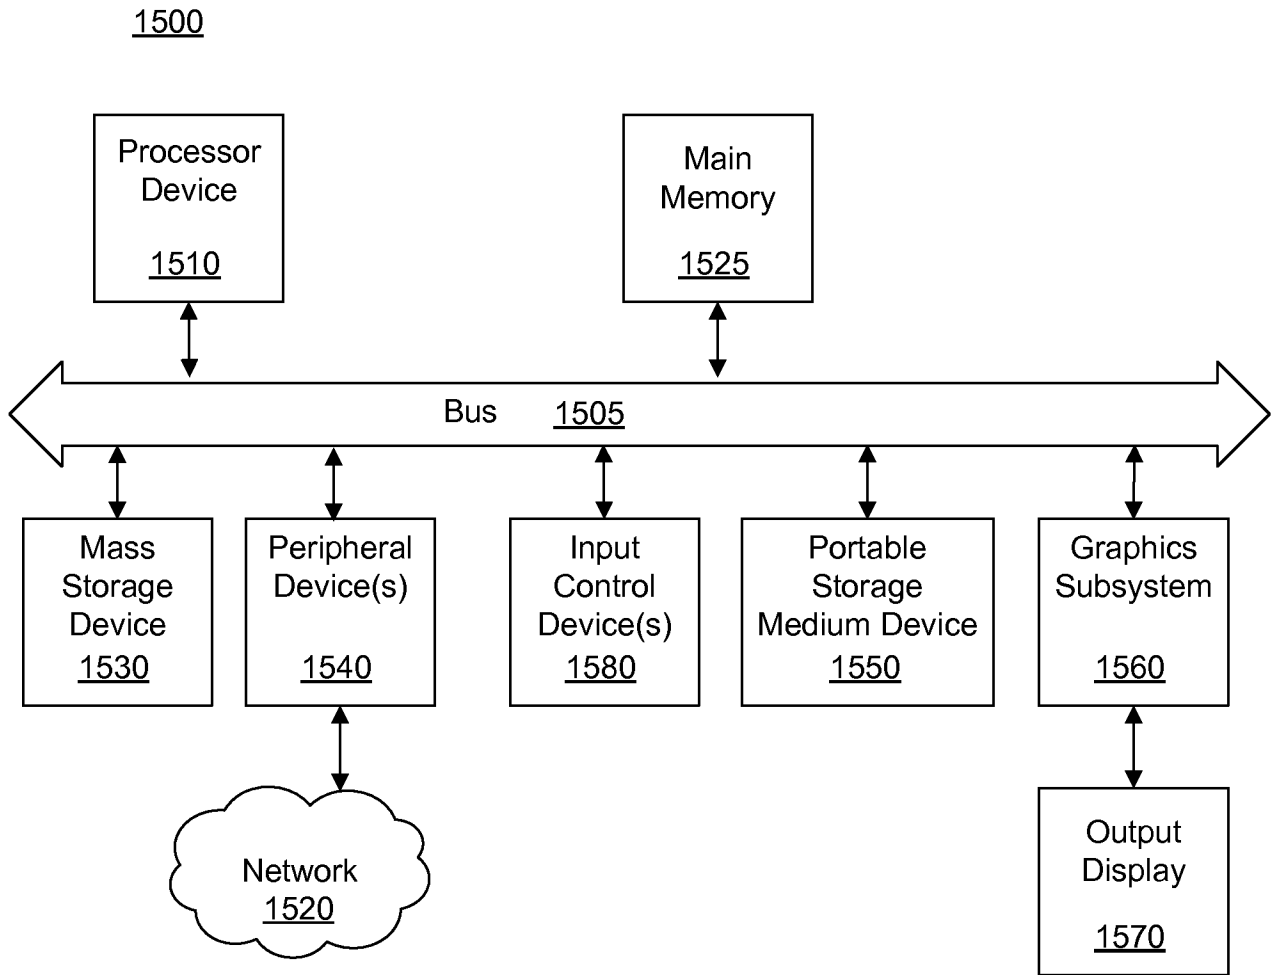 1500
Processor
Device
1510
Main
Memory
1525
Bus 1505
Mass
Storage
Device
1530
Peripheral
Device(s)
1540
Input
Control
Device(s)
1580
Portable
Storage
Medium Device
1550
Graphics
Subsystem
1560
Network
1520
Output
Display
1570